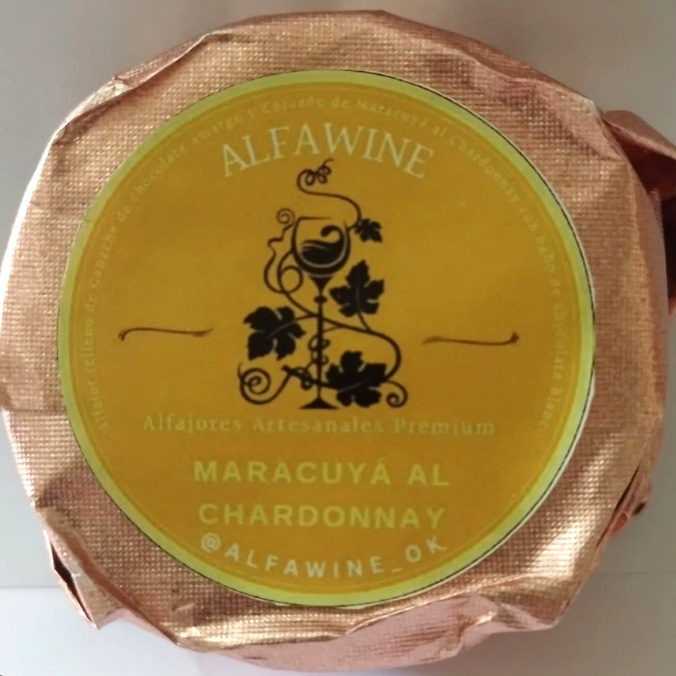 Alfajor relleno de Ganache de chocolate amargo y Corazón de Maracuyá al Chardonnay con baño de chocolate blanco
ALFAWINE
Alfajores Artesanales Premium
MARACUYÁ AL
CHARDONNAY
@ALFAWINE_OK